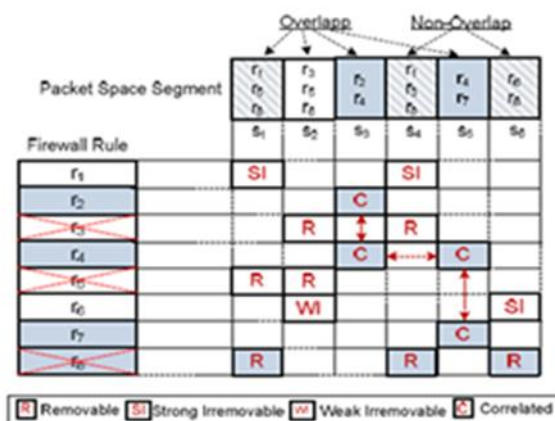 Overlapp Non-Overlap
Packet Space Segment
r1 r3 r2 r1 r4 r6
r5 r5 r4 r3 r7 r8
r8 r6 r8
s1 s2 s3 s4 s5 s6
Firewall Rule
r1 SI SI
r2 C
r3 R R
r4 C C
r5 R R
r6 WI SI
r7 C
r8 R R R
R Removable SI Strong Irremovable WI Weak Irremovable C Correlated